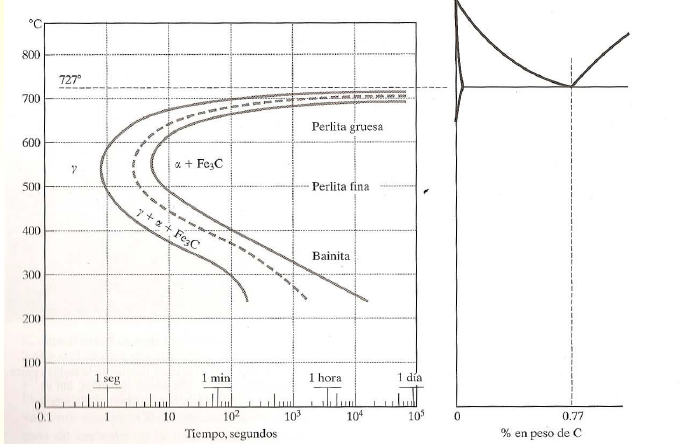 °C
800
727°
700
Perlita gruesa
600
γ
α + Fe₃C
500
Perlita fina
400
γ + α + Fe₃C
Bainita
300
200
100
1 seg
1 min
1 hora
1 día
0
0.1
1
10
10²
10³
10⁴
10⁵
Tiempo, segundos
0
0.77
% en peso de C